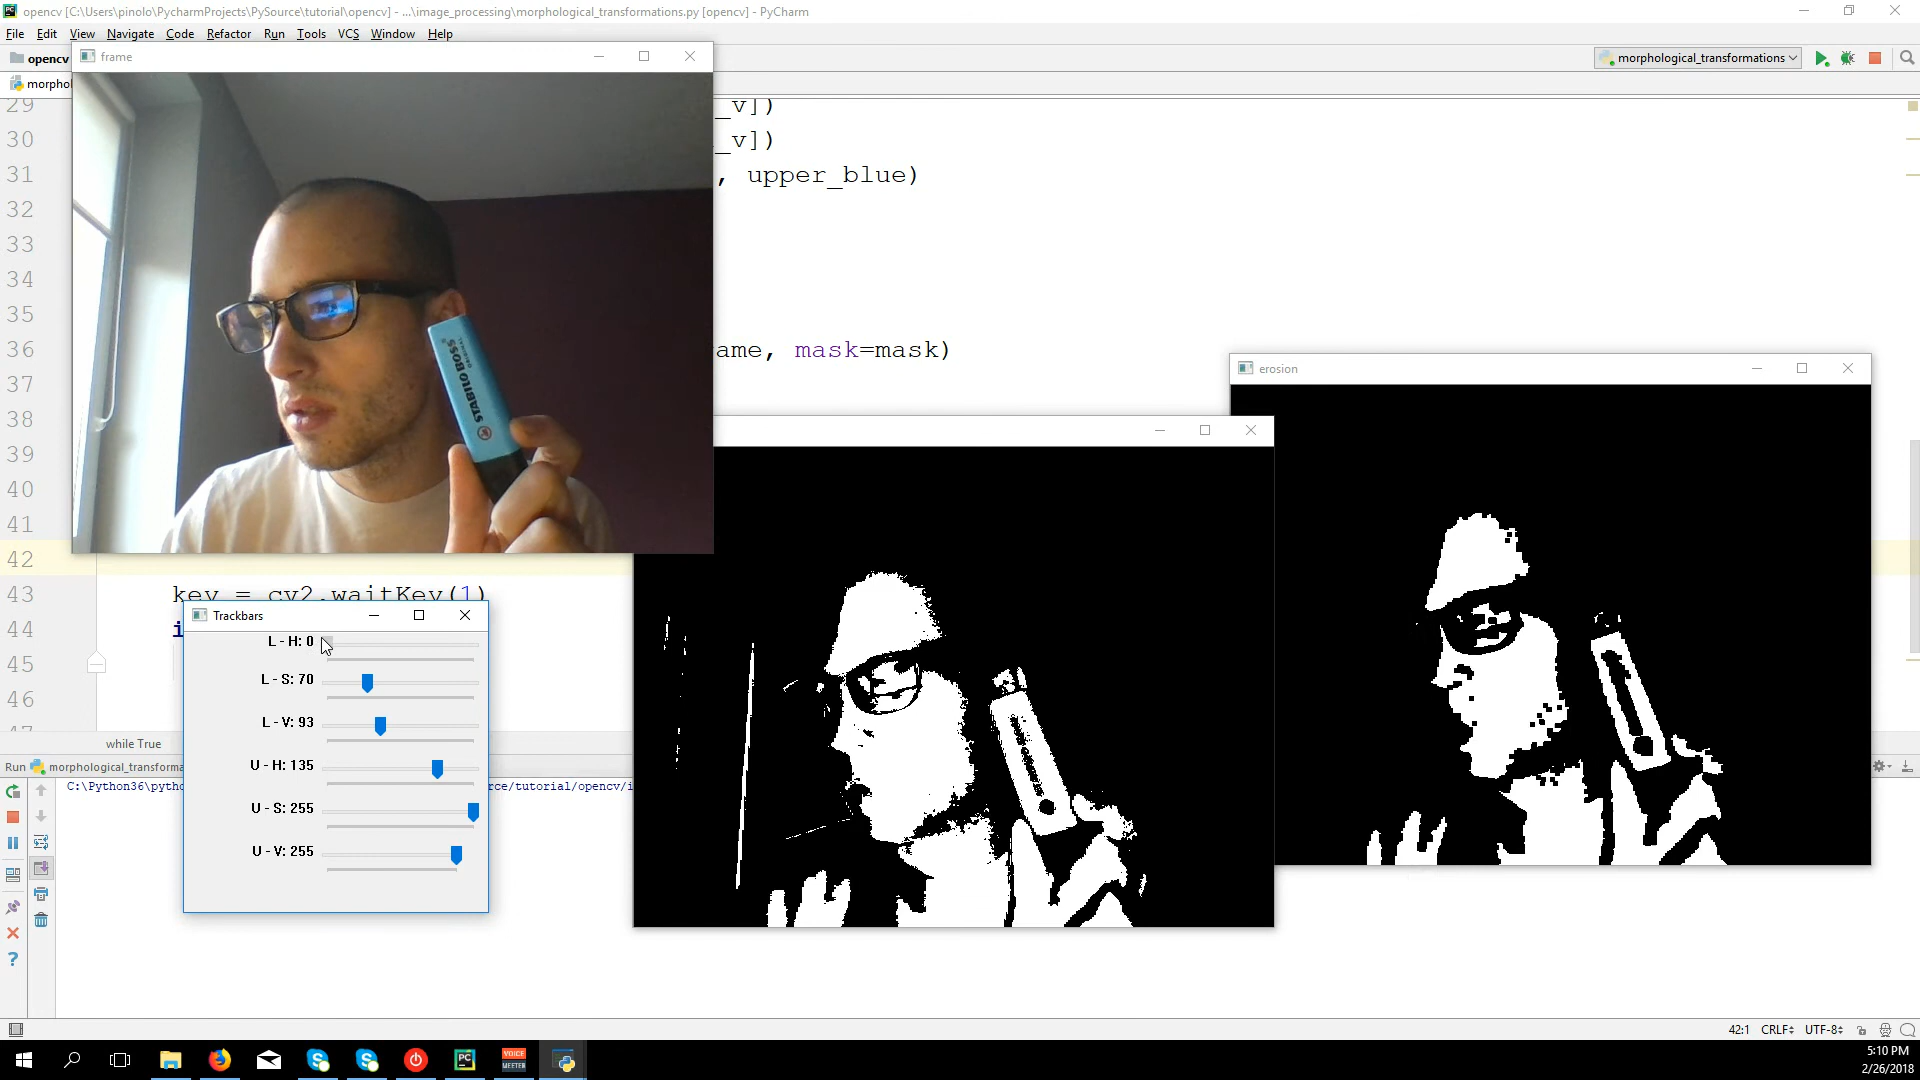 opencv [C:\Users\pinolo\PycharmProjects\PySource\tutorial\opencv] - ...\image_processing\morphological_transformations.py [opencv] - PyCharm
File Edit View Navigate Code Refactor Run Tools VCS Window Help
opencv
morphological_transformations
frame
morpho
29 _v])
30 _v])
31 , upper_blue)
32
33
34
35
36 ame, mask=mask)
37
38
39
40
41
42
43 key = cv2.waitKey(1)
44 i
45
46
erosion
STABILO BOSS
ORIGINAL
Trackbars
L - H: 0
L - S: 70
L - V: 93
U - H: 135
U - S: 255
U - V: 255
while True
Run morphological_transforma
C:\Python36\pytho
rce/tutorial/opencv/i
42:1 CRLF UTF-8
PC
VOICE
MEETER
5:10 PM
2/26/2018